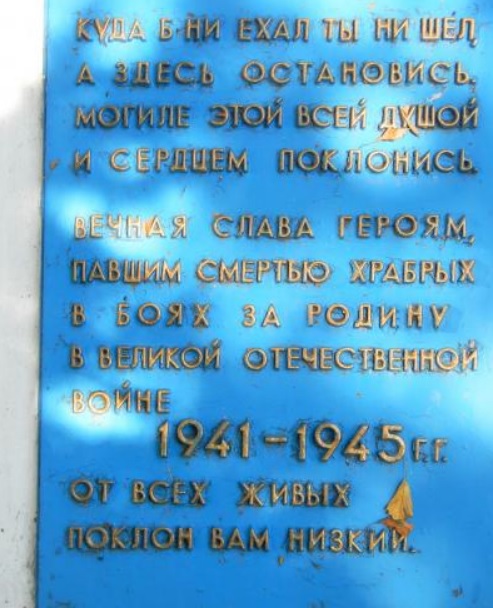 КУДА Б НИ ЕХАЛ ТЫ НИ ШЕЛ,
А ЗДЕСЬ ОСТАНОВИСЬ.
МОГИЛЕ ЭТОЙ ВСЕЙ ДУШОЙ
И СЕРДЦЕМ ПОКЛОНИСЬ.
ВЕЧНАЯ СЛАВА ГЕРОЯМ,
ПАВШИМ СМЕРТЬЮ ХРАБРЫХ
В БОЯХ ЗА РОДИНУ
В ВЕЛИКОЙ ОТЕЧЕСТВЕННОЙ
ВОЙНЕ
1941-1945 г.г.
ОТ ВСЕХ ЖИВЫХ
ПОКЛОН ВАМ НИЗКИЙ.